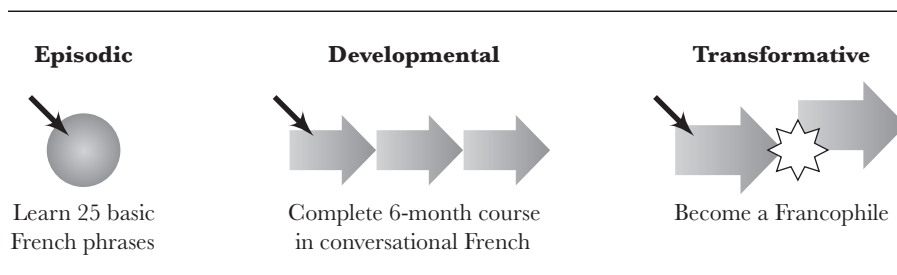 Episodic
Learn 25 basic
French phrases
Developmental
Complete 6-month course
in conversational French
Transformative
Become a Francophile